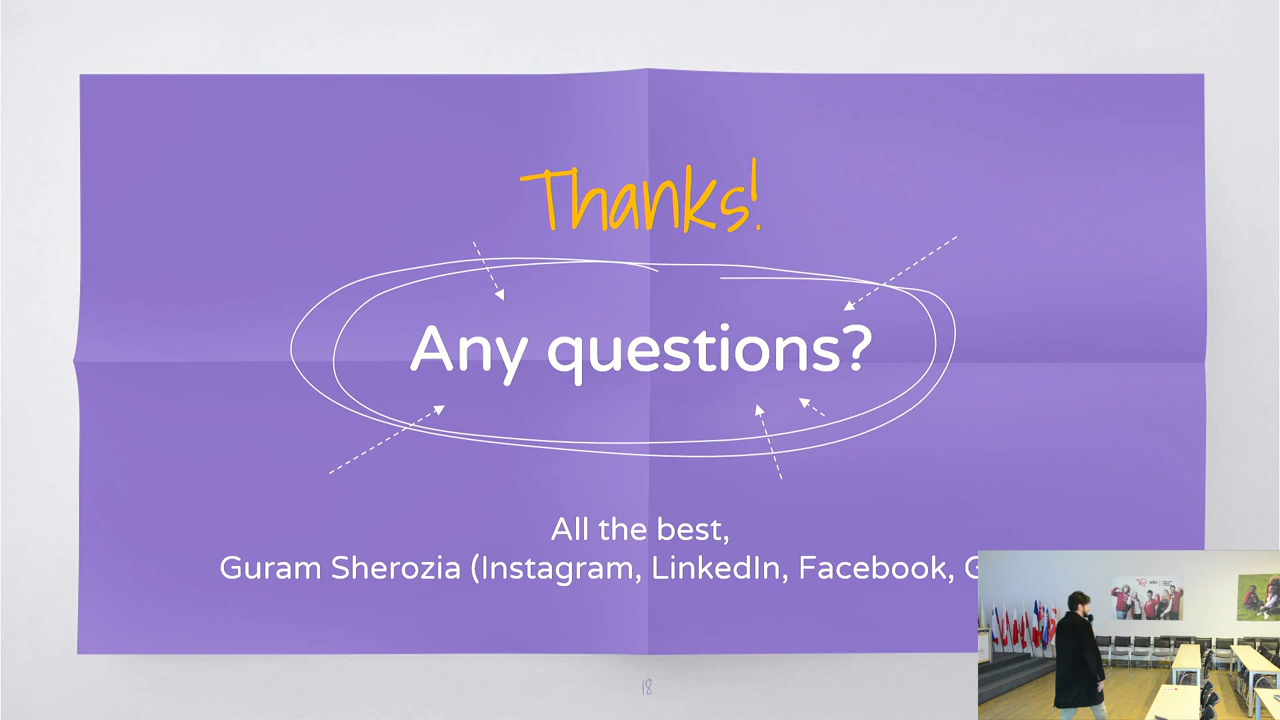 Thanks!
Any questions?
All the best,
Guram Sherozia (Instagram, LinkedIn, Facebook, G
18